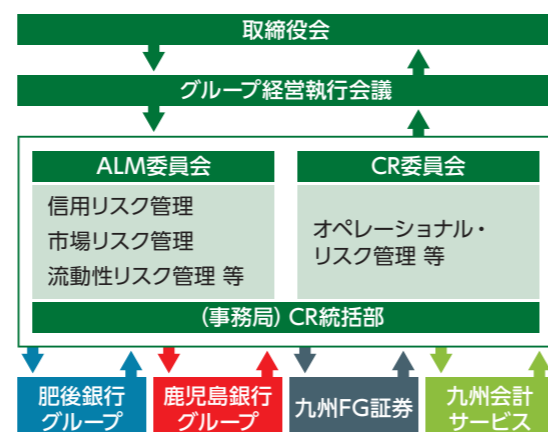 取締役会
グループ経営執行会議
ALM委員会
信用リスク管理
市場リスク管理
流動性リスク管理 等
CR委員会
オペレーショナル・
リスク管理 等
(事務局) CR統括部
肥後銀行
グループ
鹿児島銀行
グループ
九州FG証券
九州会計
サービス